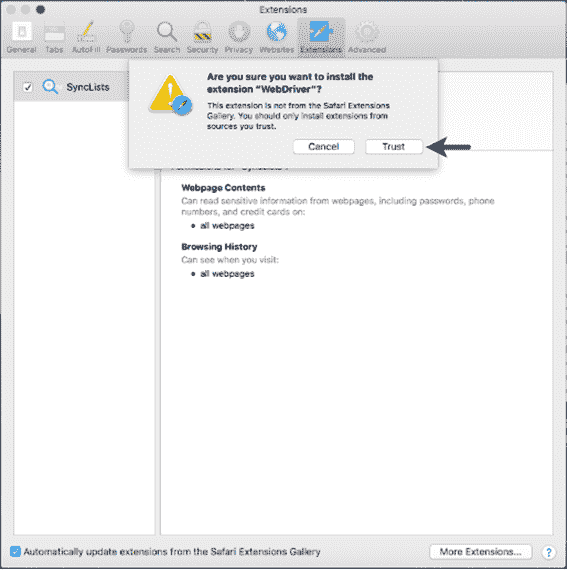 Extensions
General Tabs AutoFill Passwords Search Security Privacy Websites Extensions Advanced
SyncLists
Are you sure you want to install the
extension “WebDriver”?
This extension is not from the Safari Extensions
Gallery. You should only install extensions from
sources you trust.
Cancel Trust
Webpage Contents
Can read sensitive information from webpages, including passwords, phone
numbers, and credit cards on:
• all webpages
Browsing History
Can see when you visit:
• all webpages
Automatically update extensions from the Safari Extensions Gallery
More Extensions... ?